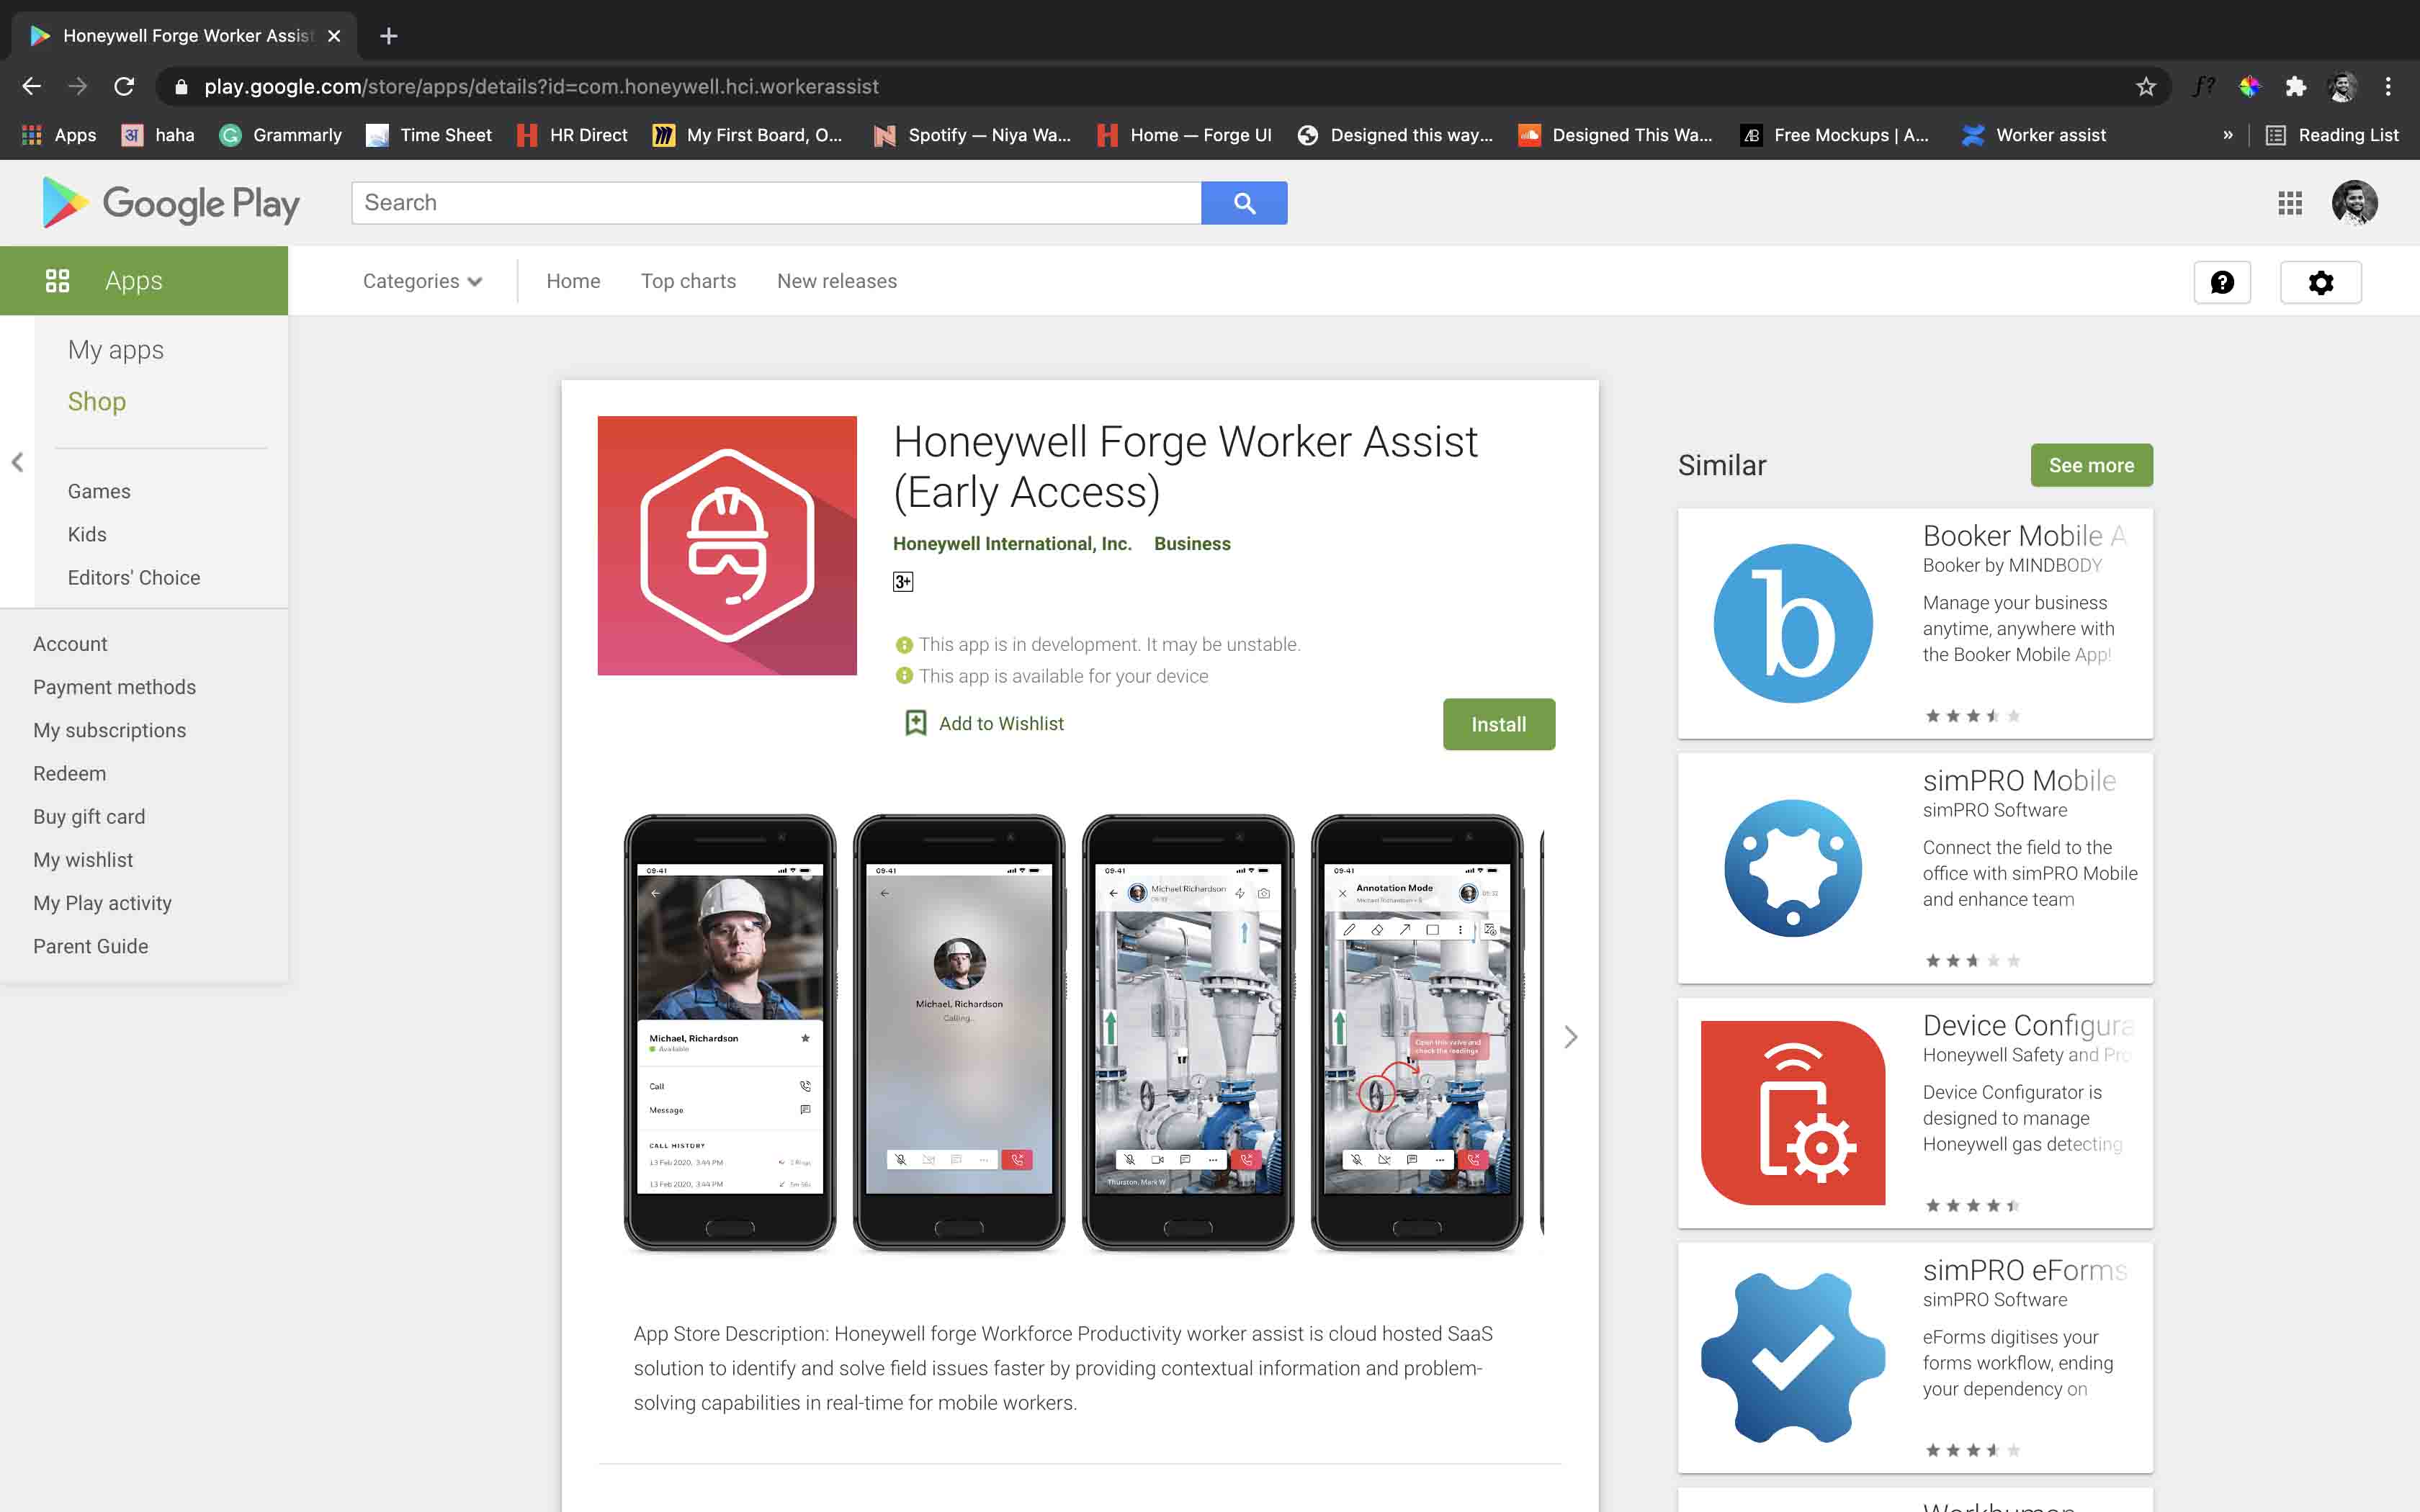 Honeywell Forge Worker Assist
play.google.com/store/apps/details?id=com.honeywell.hci.workerassist
Apps
अ haha
Grammarly
Time Sheet
HR Direct
My First Board, O...
Spotify — Niya Wa...
Home — Forge UI
Designed this way...
Designed This Wa...
Free Mockups | A...
Worker assist
»
Reading List
Google Play
Search
Apps
Categories
Home
Top charts
New releases
My apps
Shop
Games
Kids
Editors' Choice
Account
Payment methods
My subscriptions
Redeem
Buy gift card
My wishlist
My Play activity
Parent Guide
Honeywell Forge Worker Assist
(Early Access)
Honeywell International, Inc.
Business
3+
This app is in development. It may be unstable.
This app is available for your device
Add to Wishlist
Install
09:41
Michael, Richardson
Available
Call
Message
CALL HISTORY
13 Feb 2020, 3:44 PM
13 Feb 2020, 3:44 PM
09:41
Michael, Richardson
Calling...
09:41
Michael Richardson
Thurston, Mark W
09:41
Annotation Mode
Open this valve and
check the readings
App Store Description: Honeywell forge Workforce Productivity worker assist is cloud hosted SaaS
solution to identify and solve field issues faster by providing contextual information and problem-
solving capabilities in real-time for mobile workers.
Similar
See more
b
Booker Mobile A
Booker by MINDBODY
Manage your business
anytime, anywhere with
the Booker Mobile App!
simPRO Mobile
simPRO Software
Connect the field to the
office with simPRO Mobile
and enhance team
Device Configura
Honeywell Safety and Pro
Device Configurator is
designed to manage
Honeywell gas detecting
simPRO eForms
simPRO Software
eForms digitises your
forms workflow, ending
your dependency on